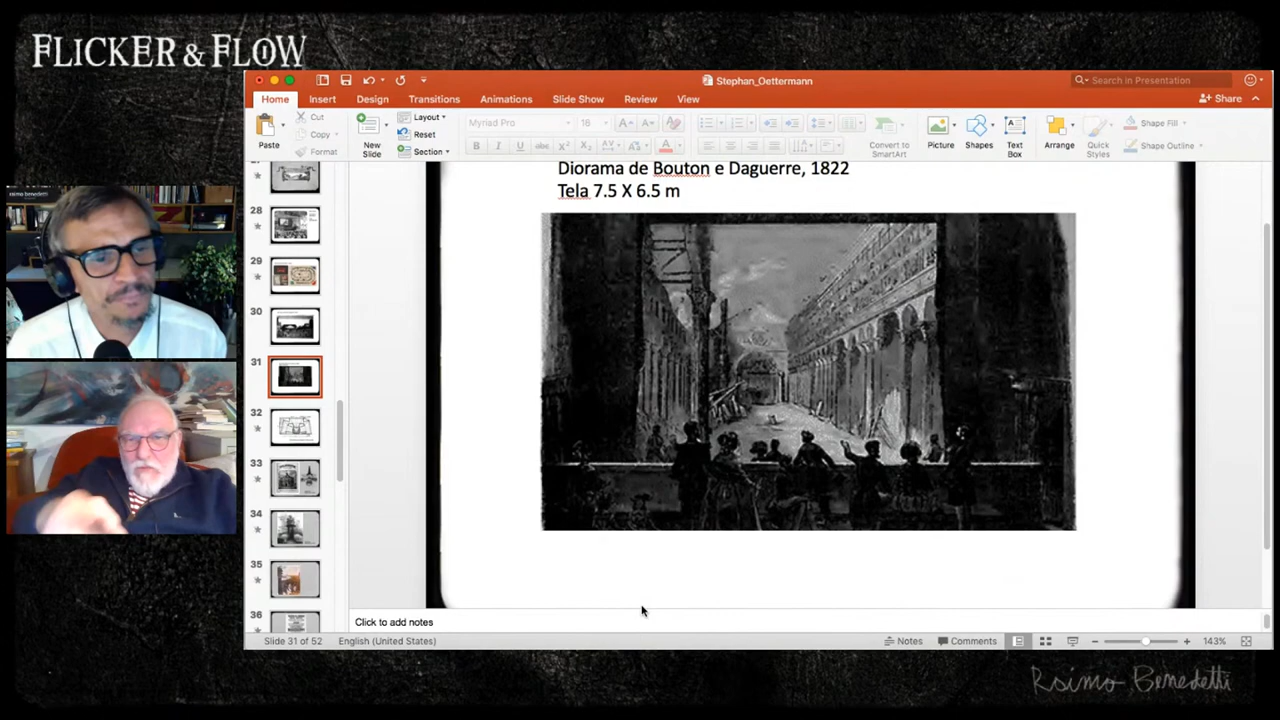 FLICKER & FLOW
Stephan_Oettermann
Search in Presentation
Home Insert Design Transitions Animations Slide Show Review View
Share
Paste
Cut
Copy
Format
New Slide
Layout
Reset
Section
Myriad Pro 16
Convert to SmartArt
Picture
Shapes
Text Box
Arrange
Quick Styles
Shape Fill
Shape Outline
Diorama de Bouton e Daguerre, 1822
Tela 7.5 X 6.5 m
28
29
30
31
32
33
34
35
36
Click to add notes
Slide 31 of 52 English (United States) Notes Comments 143%
Rsimo Benedetti